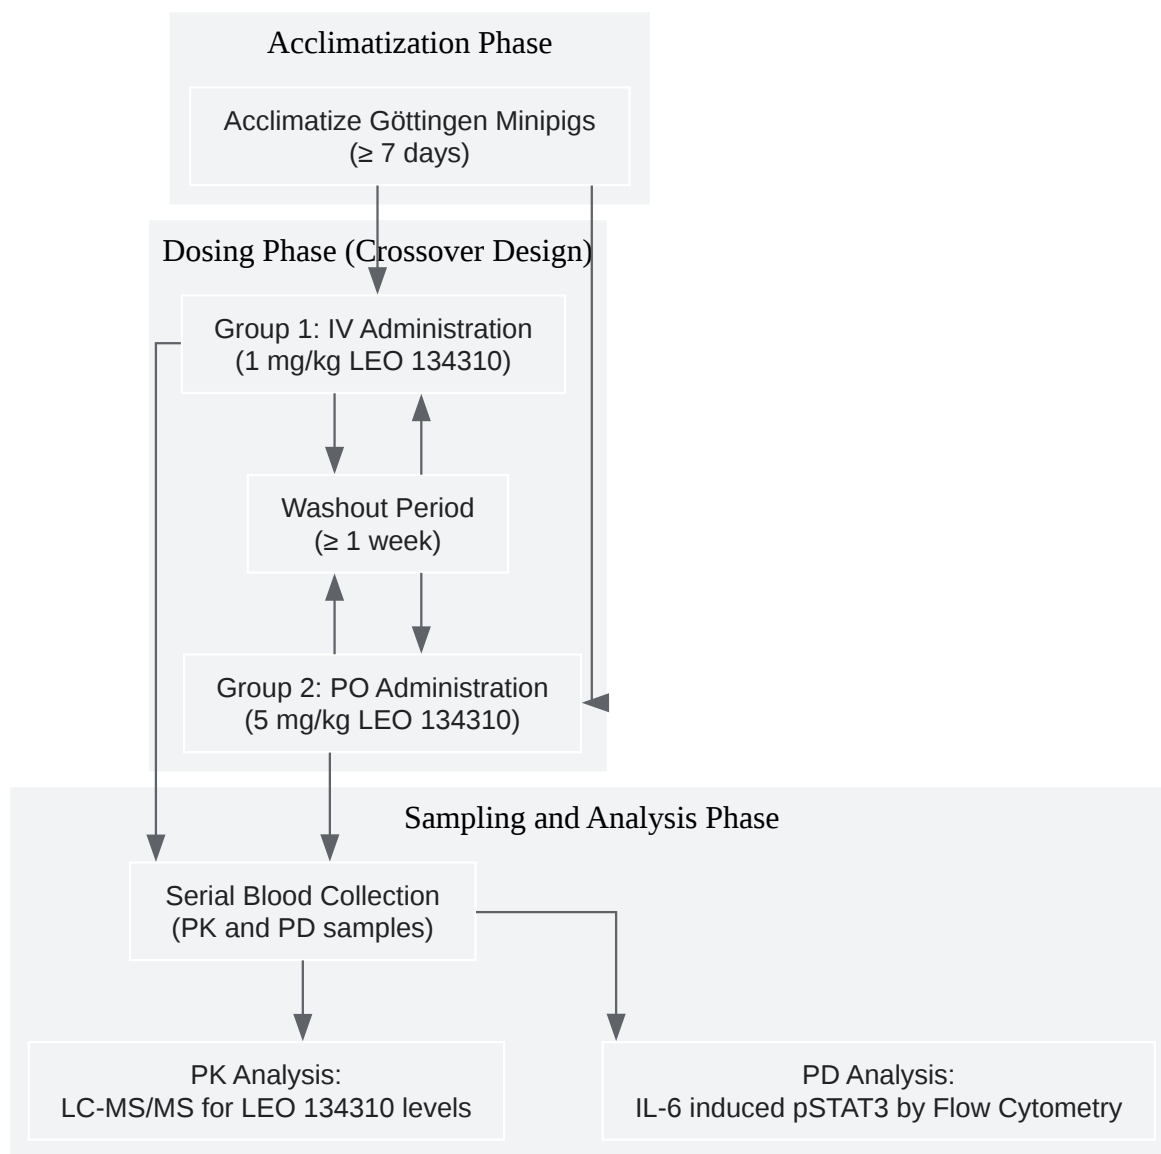 Acclimatization Phase
Acclimatize Göttingen Minipigs
(≥ 7 days)
Dosing Phase (Crossover Design)
Group 1: IV Administration
(1 mg/kg LEO 134310)
Washout Period
(≥ 1 week)
Group 2: PO Administration
(5 mg/kg LEO 134310)
Sampling and Analysis Phase
Serial Blood Collection
(PK and PD samples)
PK Analysis:
LC-MS/MS for LEO 134310 levels
PD Analysis:
IL-6 induced pSTAT3 by Flow Cytometry